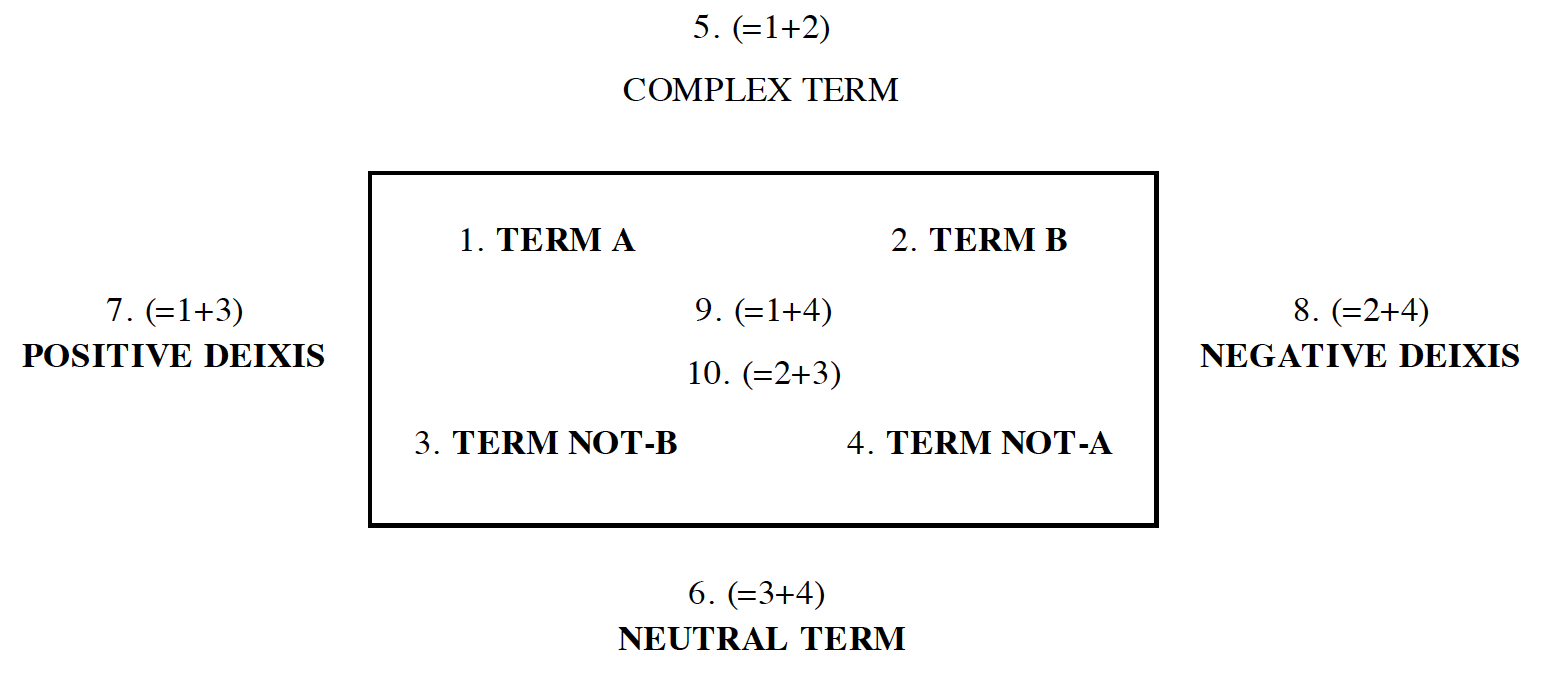 5. (=1+2)
COMPLEX TERM
1. TERM A
2. TERM B
7. (=1+3)
POSITIVE DEIXIS
9. (=1+4)
10. (=2+3)
8. (=2+4)
NEGATIVE DEIXIS
3. TERM NOT-B
4. TERM NOT-A
6. (=3+4)
NEUTRAL TERM